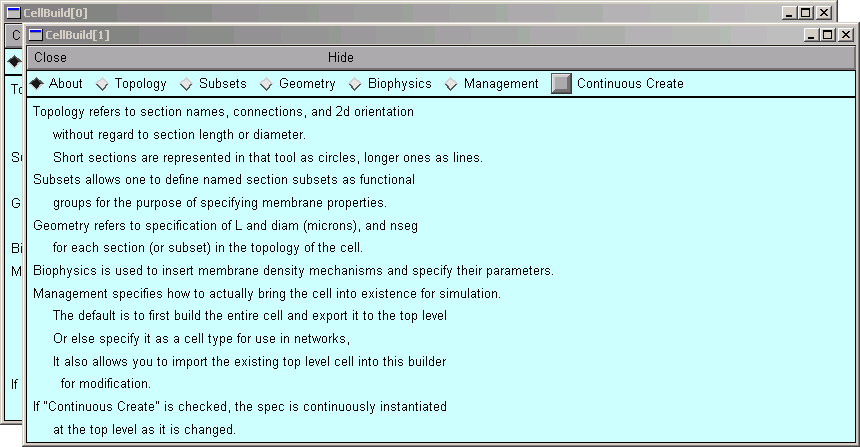 CellBuild[0]
CellBuild[1]
C
Close Hide
About Topology Subsets Geometry Biophysics Management Continuous Create
To
Topology refers to section names, connections, and 2d orientation
without regard to section length or diameter.
Su
Short sections are represented in that tool as circles, longer ones as lines.
Subsets allows one to define named section subsets as functional
G
groups for the purpose of specifying membrane properties.
Geometry refers to specification of L and diam (microns), and nseg
Bi
for each section (or subset) in the topology of the cell.
M
Biophysics is used to insert membrane density mechanisms and specify their parameters.
Management specifies how to actually bring the cell into existence for simulation.
The default is to first build the entire cell and export it to the top level
Or else specify it as a cell type for use in networks,
It also allows you to import the existing top level cell into this builder
If
for modification.
If "Continuous Create" is checked, the spec is continuously instantiated
at the top level as it is changed.